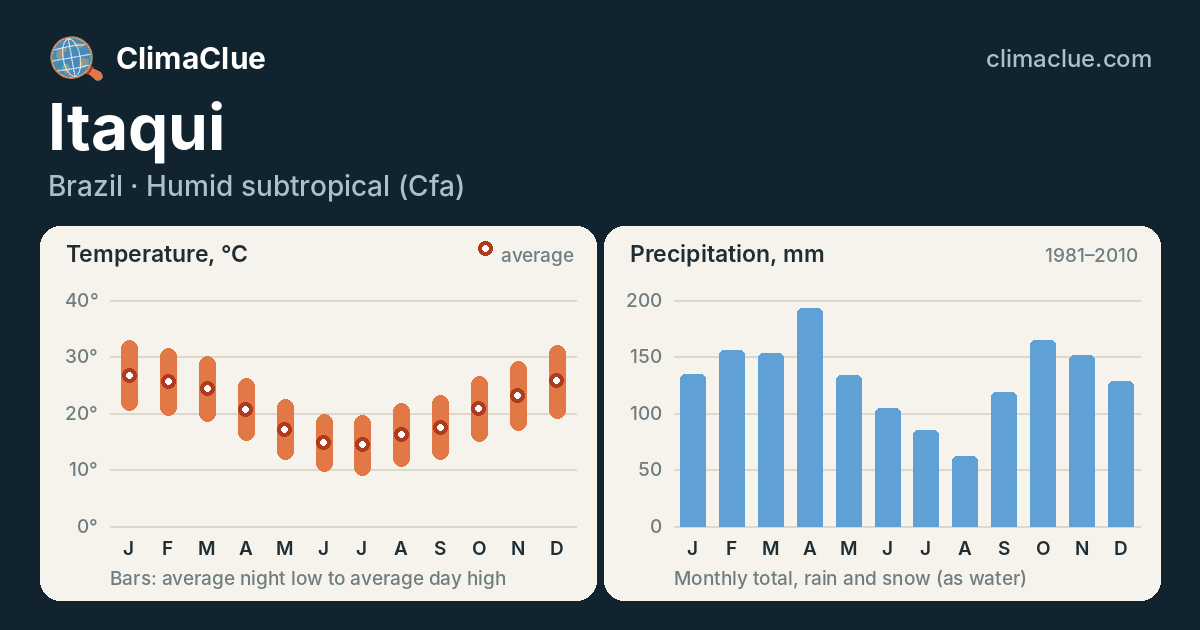 ClimaClue
climaclue.com
Itaqui
Brazil · Humid subtropical (Cfa)
Temperature, °C
average
40°
30°
20°
10°
0°
J F M A M J J A S O N D
Bars: average night low to average day high
Precipitation, mm
1981–2010
200
150
100
50
0
J F M A M J J A S O N D
Monthly total, rain and snow (as water)